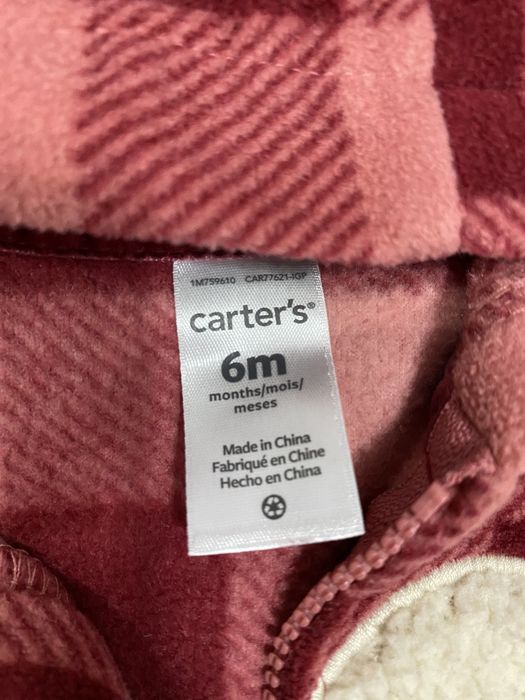 1M759610 CAR77621-IGP
carter's®
6m
months/mois/
meses
Made in China
Fabriqué en Chine
Hecho en China